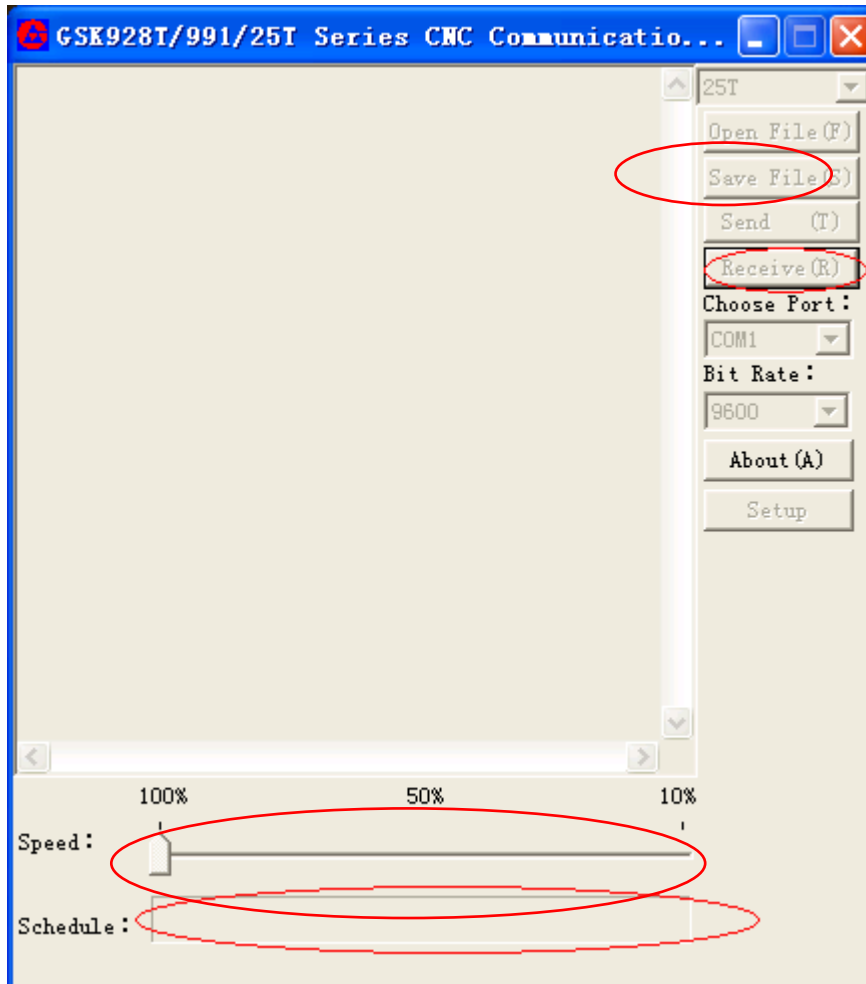 GSK928T/991/25T Series CNC Communicatio...
25T
Open File(F)
Save File(S)
Send (T)
Receive(R)
Choose Port:
COM1
Bit Rate:
9600
About(A)
Setup
100% 50% 10%
Speed:
Schedule: